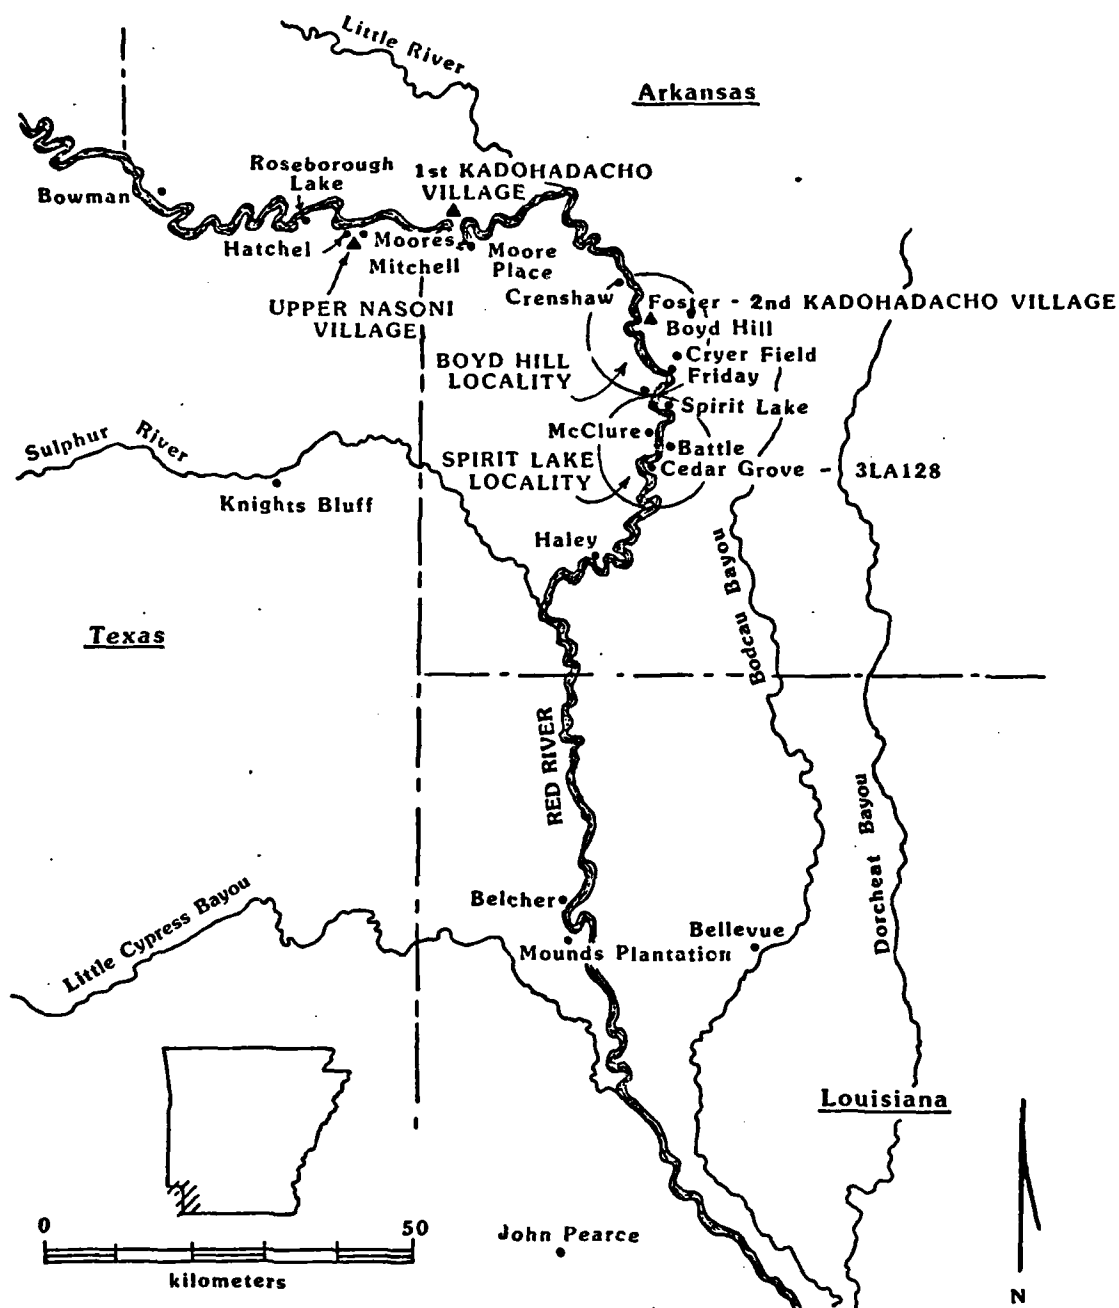 Little River
Arkansas
Roseborough
Lake
1st KADOHADACHO
VILLAGE
Bowman
Hatchel
Moores
Mitchell
Moore
Place
UPPER NASONI
VILLAGE
Crenshaw
Foster - 2nd KADOHADACHO VILLAGE
Boyd Hill
BOYD HILL
LOCALITY
Cryer Field
Friday
Spirit Lake
McClure
Battle
SPIRIT LAKE
LOCALITY
Cedar Grove - 3LA128
Sulphur River
Knights Bluff
Haley
Bodcau Bayou
Texas
RED RIVER
Dorcheat Bayou
Little Cypress Bayou
Belcher
Bellevue
Mounds Plantation
Louisiana
0 50
kilometers
John Pearce
N